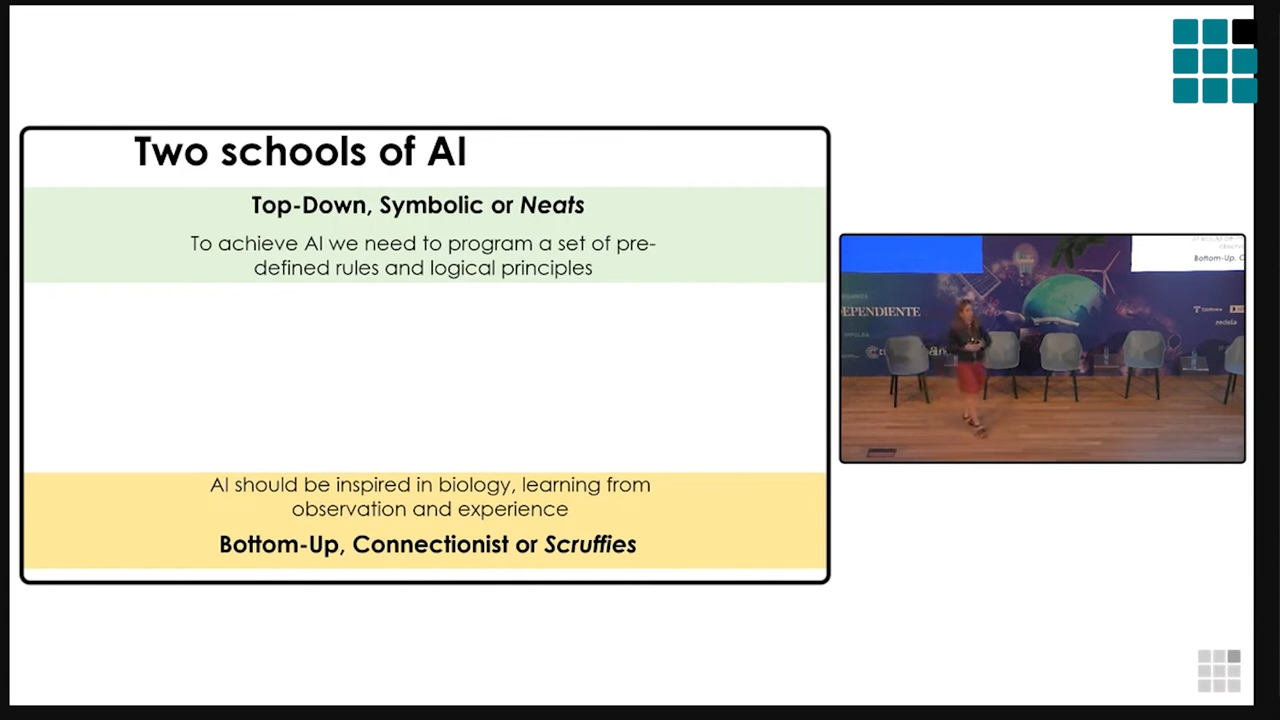 Two schools of AI
Top-Down, Symbolic or Neats
To achieve AI we need to program a set of pre-
defined rules and logical principles
AI should be inspired in biology, learning from
observation and experience
Bottom-Up, Connectionist or Scruffies
Bottom-Up, C
EPENDIENTE